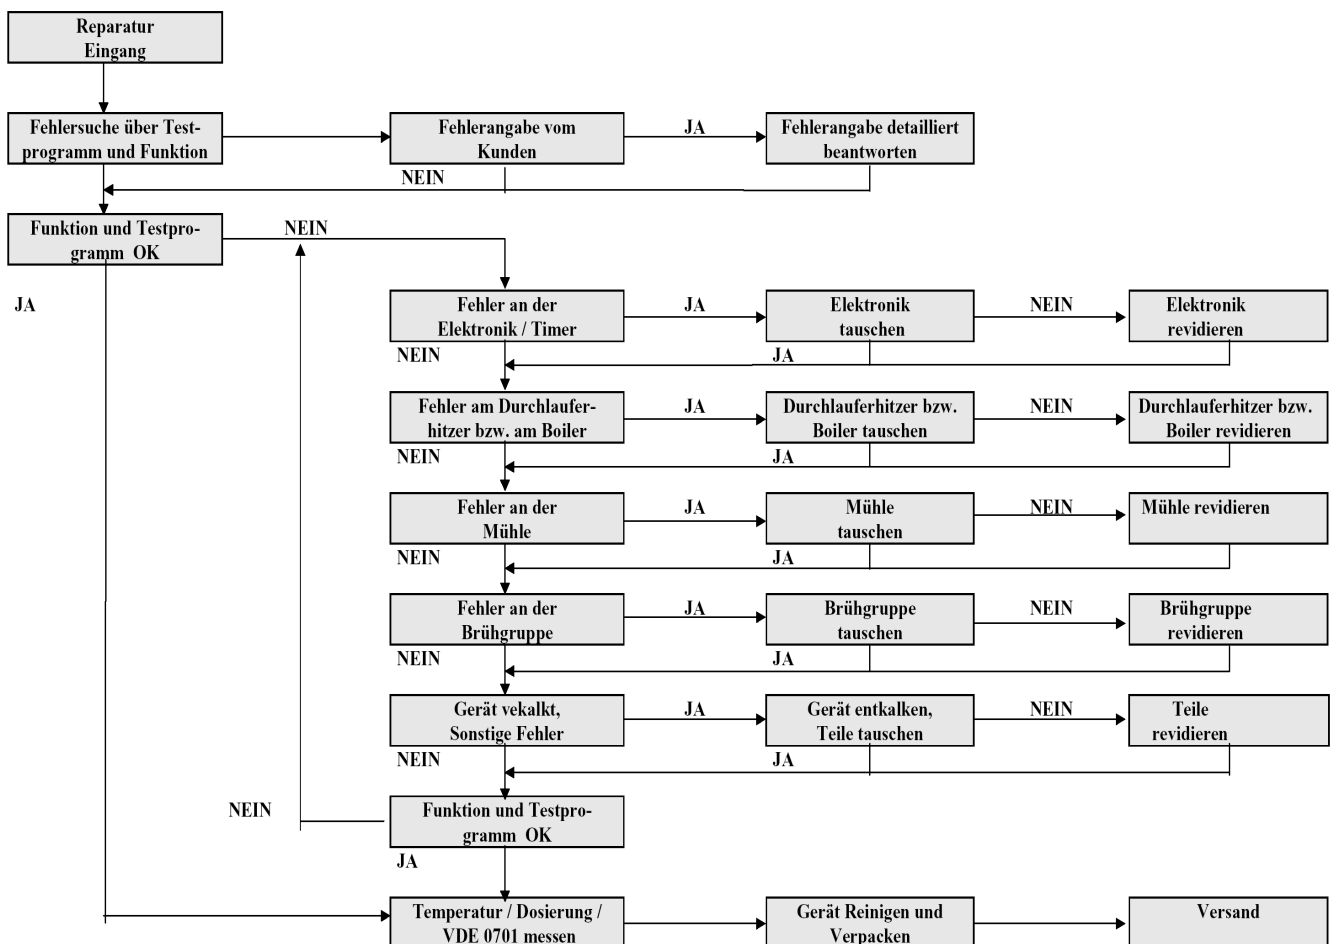 Reparatur
Eingang
Fehlersuche über Test-
programm und Funktion
Fehlerangabe vom
Kunden
JA
Fehlerangabe detailliert
beantworten
NEIN
Funktion und Testpro-
gramm OK
NEIN
JA
Fehler an der
Elektronik / Timer
JA
Elektronik
tauschen
NEIN
Elektronik
revidieren
NEIN
JA
Fehler am Durchlaufer-
hitzer bzw. am Boiler
JA
Durchlauferhitzer bzw.
Boiler tauschen
NEIN
Durchlauferhitzer bzw.
Boiler revidieren
NEIN
JA
Fehler an der
Mühle
JA
Mühle
tauschen
NEIN
Mühle revidieren
NEIN
JA
Fehler an der
Brühgruppe
JA
Brühgruppe
tauschen
NEIN
Brühgruppe
revidieren
NEIN
JA
Gerät vekalkt,
Sonstige Fehler
JA
Gerät entkalken,
Teile tauschen
NEIN
Teile
revidieren
NEIN
JA
NEIN
Funktion und Testpro-
gramm OK
JA
Temperatur / Dosierung /
VDE 0701 messen
Gerät Reinigen und
Verpacken
Versand